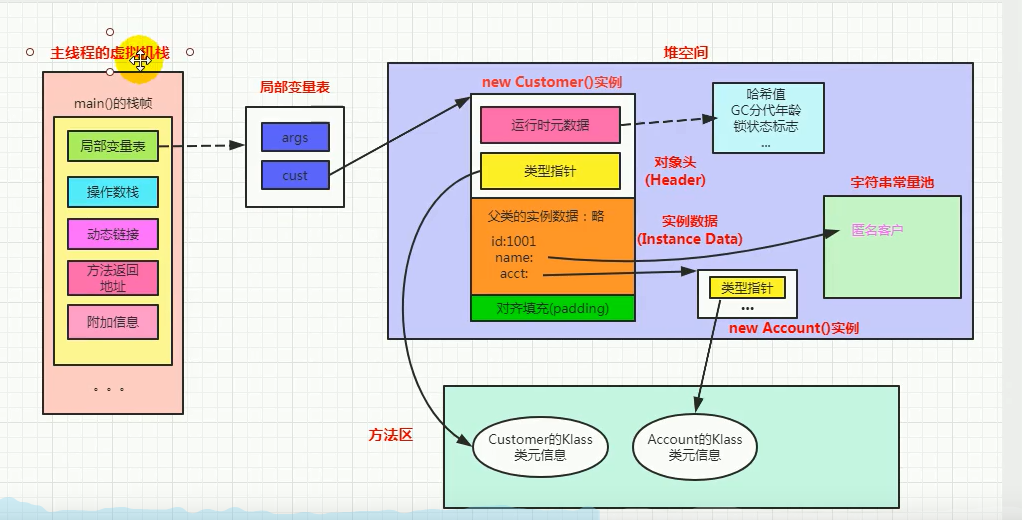 主线程的虚拟机栈
main()的栈帧
局部变量表
操作数栈
动态链接
方法返回
地址
附加信息
。。。
局部变量表
args
cust
堆空间
new Customer()实例
运行时元数据
类型指针
对象头
(Header)
哈希值
GC分代年龄
锁状态标志
...
父类的实例数据：略
id:1001
name:
acct:
实例数据
(Instance Data)
对齐填充(padding)
字符串常量池
匿名客户
类型指针
...
new Account()实例
方法区
Customer的Klass
类元信息
Account的Klass
类元信息